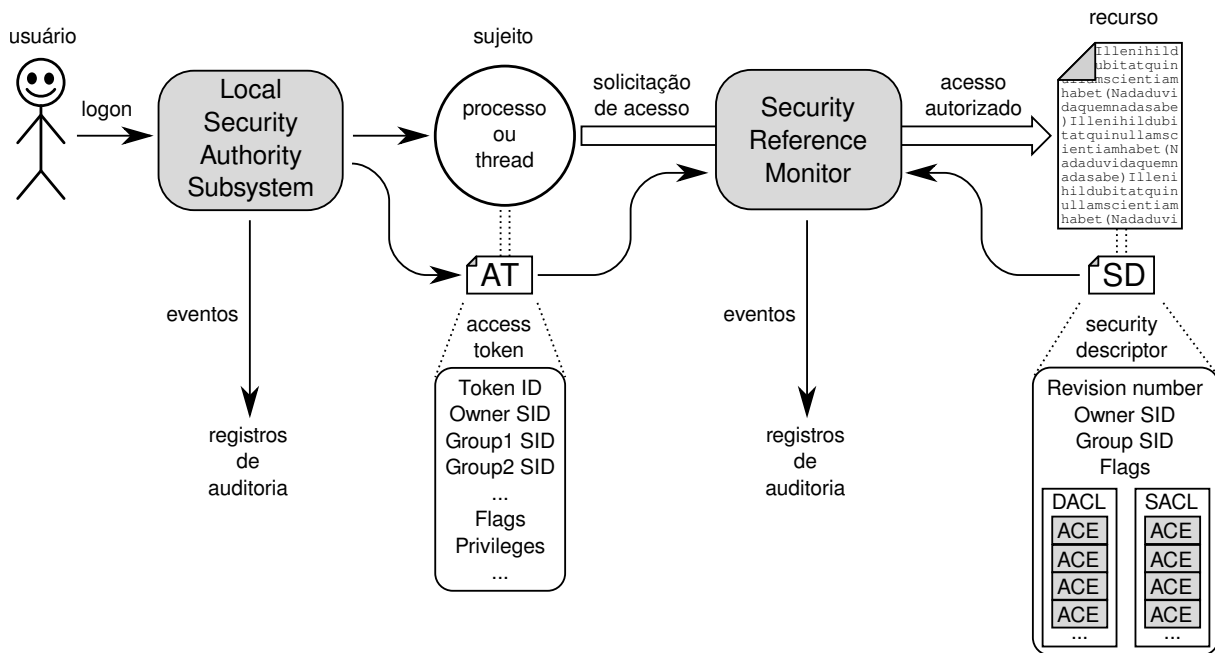 usuário
logon
Local
Security
Authority
Subsystem
eventos
registros
de
auditoria
sujeito
processo
ou
thread
AT
access
token
Token ID
Owner SID
Group1 SID
Group2 SID
...
Flags
Privileges
...
solicitação
de acesso
Security
Reference
Monitor
eventos
registros
de
auditoria
acesso
autorizado
recurso
Illenihild
ubitatquin
ullamscientiam
habet(Nadaduvi
daquemnadasabe
)Illenihildubi
tatquinullamsc
ientiamhabet(N
adaduvidaquemn
adasabe)Illeni
hildubitatquin
ullamscientiam
habet(Nadaduvi
SD
security
descriptor
Revision number
Owner SID
Group SID
Flags
DACL
ACE
ACE
ACE
ACE
...
SACL
ACE
ACE
ACE
ACE
...